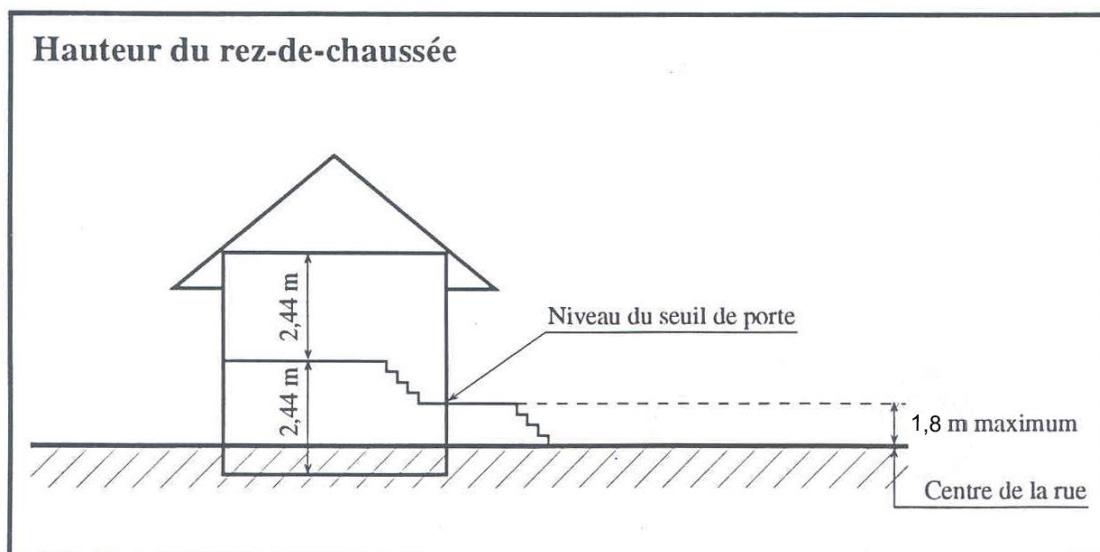 Hauteur du rez-de-chaussée
2,44 m
Niveau du seuil de porte
2,44 m
1,8 m maximum
Centre de la rue